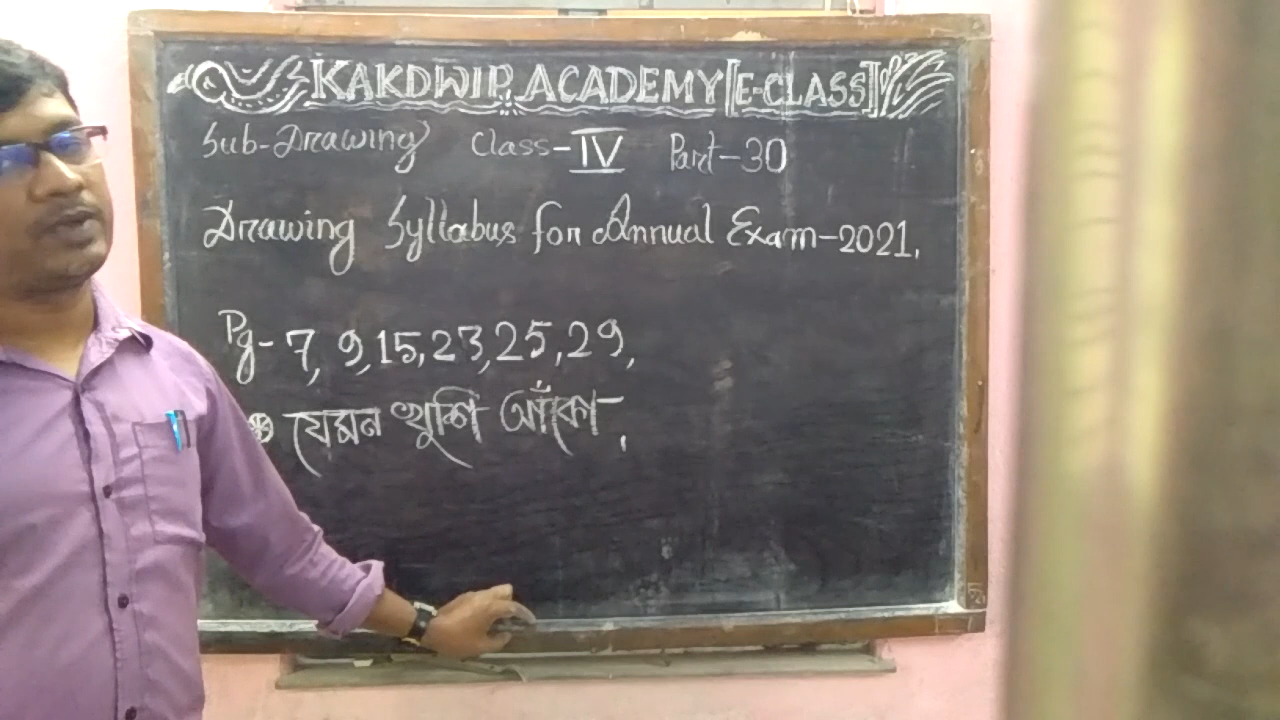 KAKDWIP ACADEMY [E-CLASS]
Sub-Drawing Class-IV Part-30
Drawing Syllabus for Annual Exam-2021.
Pg- 7, 9, 15, 23, 25, 29,
যেমন খুশি আঁকো,